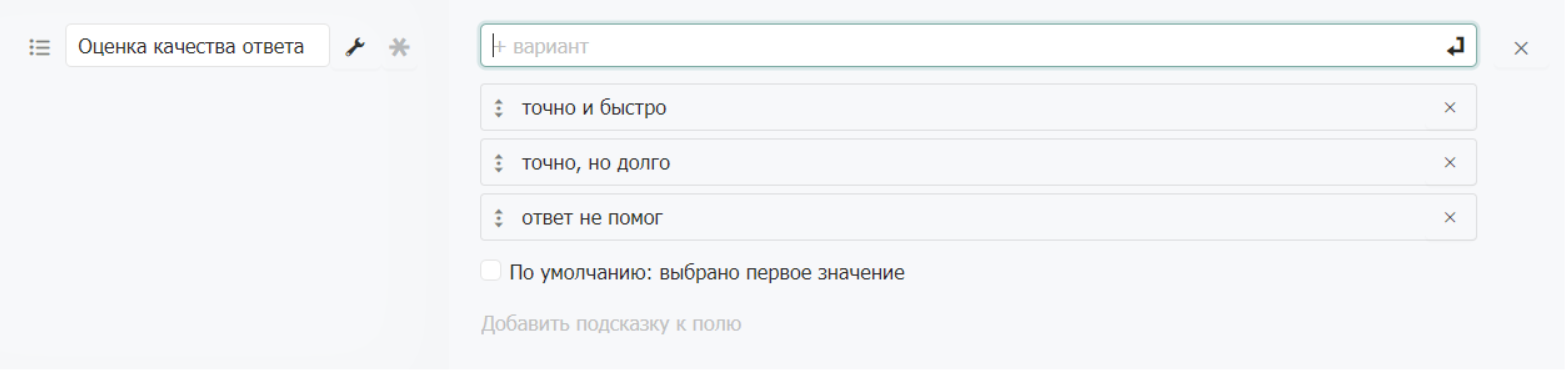 Оценка качества ответа
+ вариант
точно и быстро
точно, но долго
ответ не помог
По умолчанию: выбрано первое значение
Добавить подсказку к полю